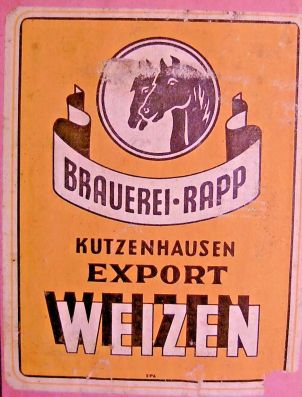 BRAUEREI·RAPP
KUTZENHAUSEN
EXPORT
WEIZEN